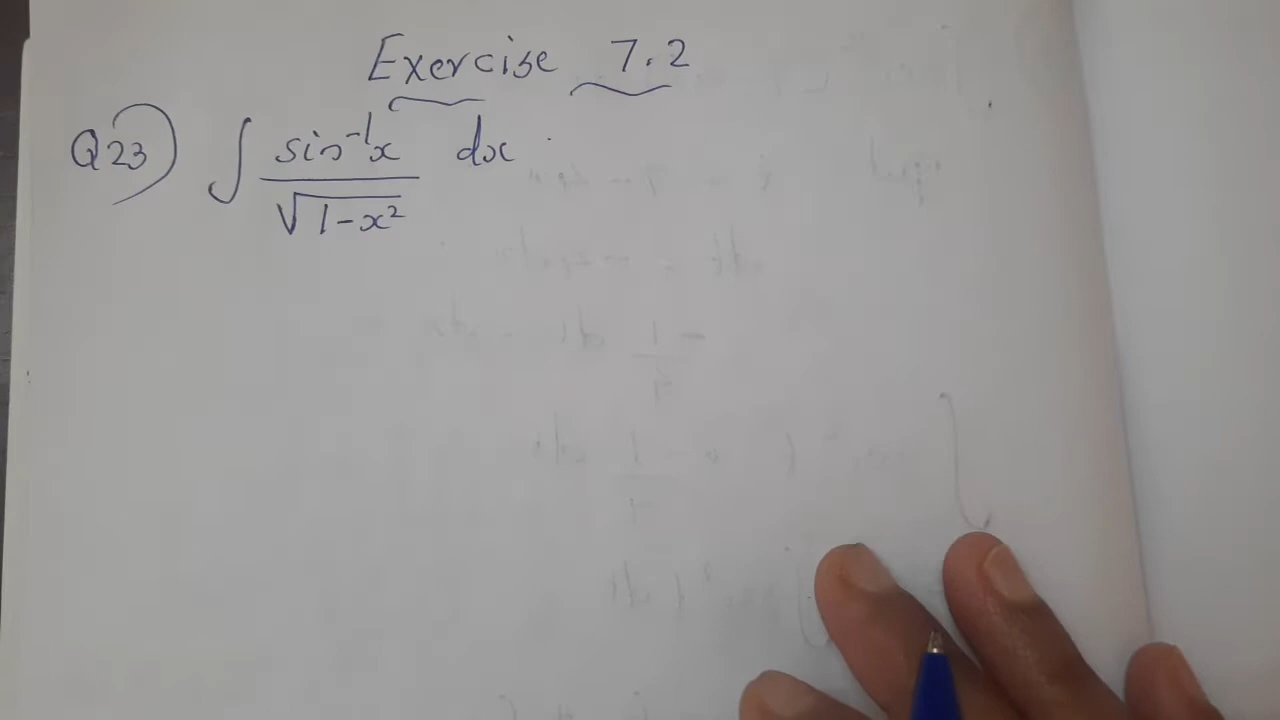 Exercise 7.2
Q23) ∫ sin⁻¹x / √(1-x²) dx